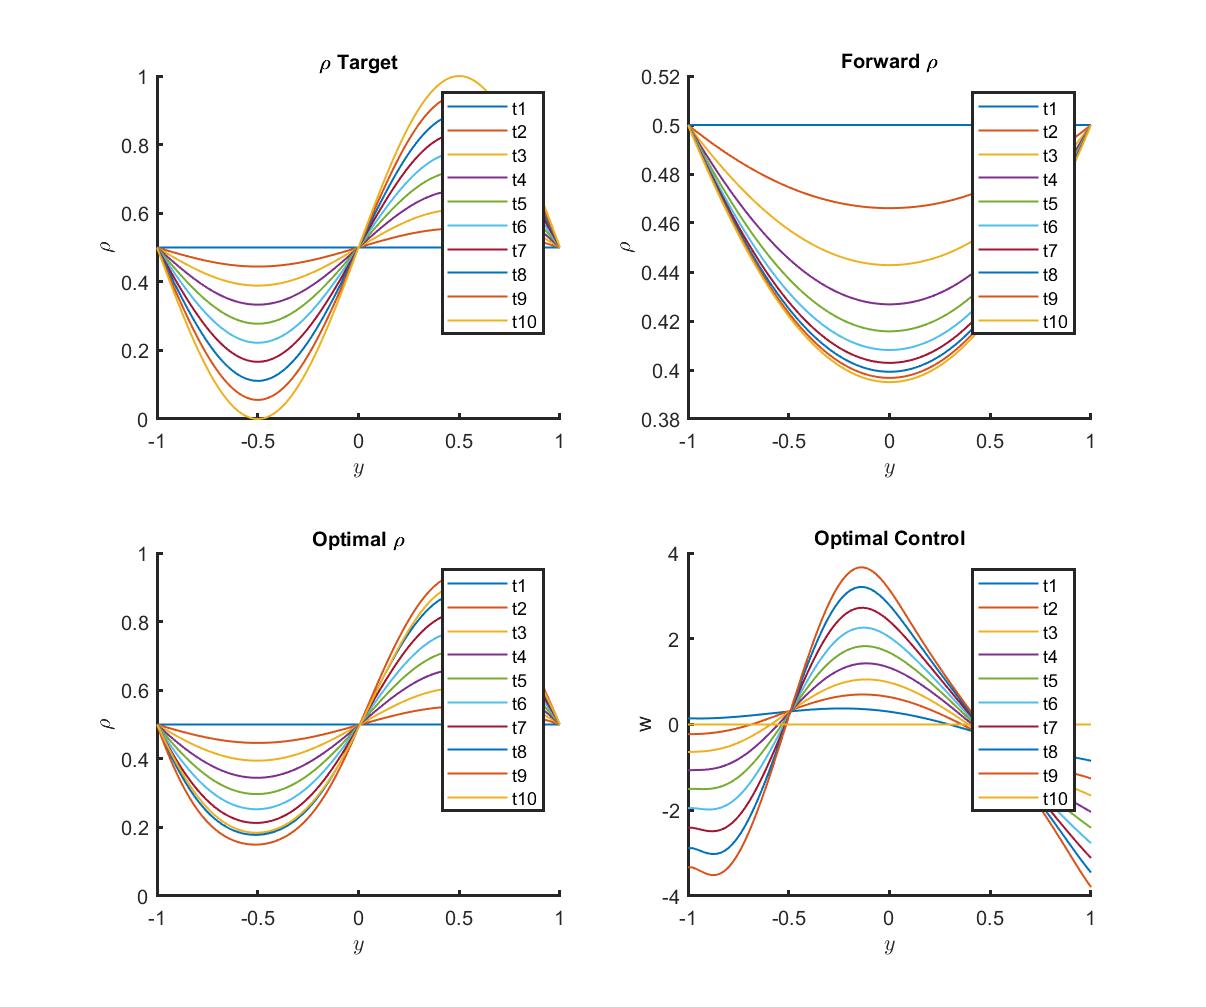 ρ Target
1
0.8
0.6
0.4
0.2
0
ρ
-1
-0.5
0
0.5
1
y
t1
t2
t3
t4
t5
t6
t7
t8
t9
t10
Forward ρ
0.52
0.5
0.48
0.46
0.44
0.42
0.4
0.38
ρ
-1
-0.5
0
0.5
1
y
t1
t2
t3
t4
t5
t6
t7
t8
t9
t10
Optimal ρ
1
0.8
0.6
0.4
0.2
0
ρ
-1
-0.5
0
0.5
1
y
t1
t2
t3
t4
t5
t6
t7
t8
t9
t10
Optimal Control
4
2
0
-2
-4
w
-1
-0.5
0
0.5
1
y
t1
t2
t3
t4
t5
t6
t7
t8
t9
t10